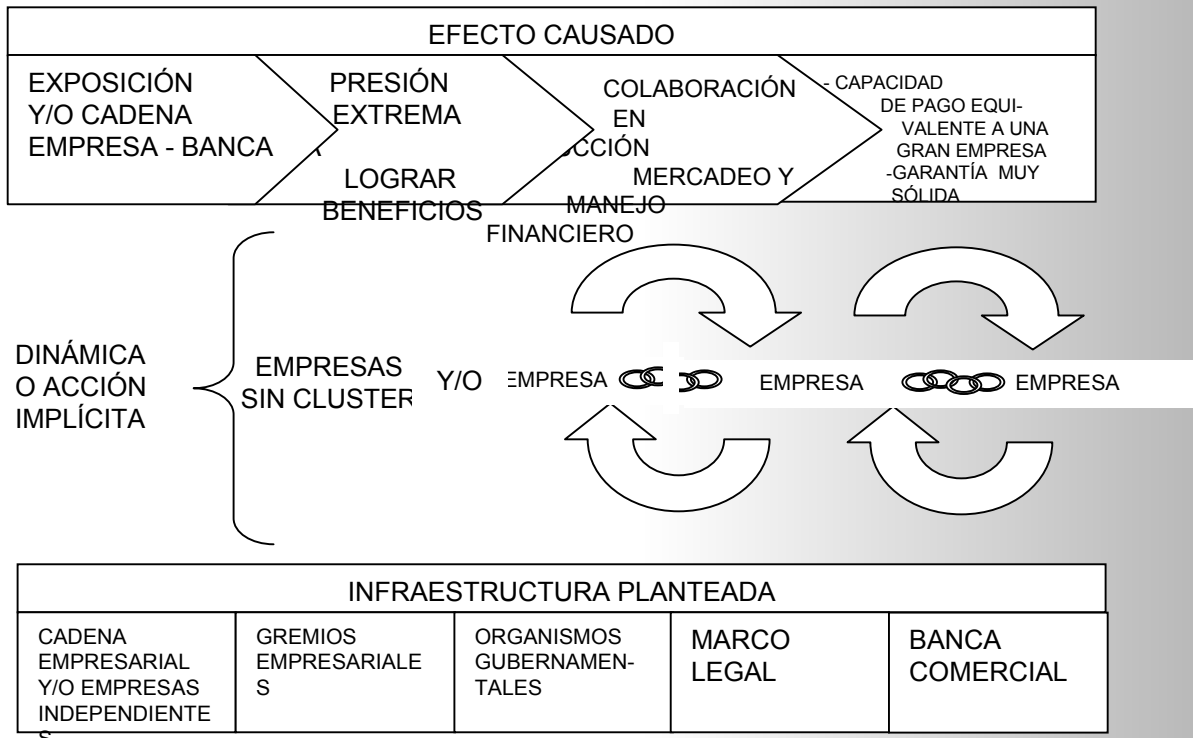 EFECTO CAUSADO
EXPOSICIÓN
Y/O CADENA
EMPRESA - BANCA
PRESIÓN
EXTREMA
LOGRAR
BENEFICIOS
COLABORACIÓN
EN
MERCADEO Y
MANEJO
FINANCIERO
- CAPACIDAD
DE PAGO EQUI-
VALENTE A UNA
GRAN EMPRESA
-GARANTÍA MUY
SÓLIDA
DINÁMICA
O ACCIÓN
IMPLÍCITA
EMPRESAS
SIN CLUSTER
Y/O
EMPRESA
EMPRESA
EMPRESA
INFRAESTRUCTURA PLANTEADA
CADENA
EMPRESARIAL
Y/O EMPRESAS
INDEPENDIENTE
S
GREMIOS
EMPRESARIALE
S
ORGANISMOS
GUBERNAMEN-
TALES
MARCO
LEGAL
BANCA
COMERCIAL